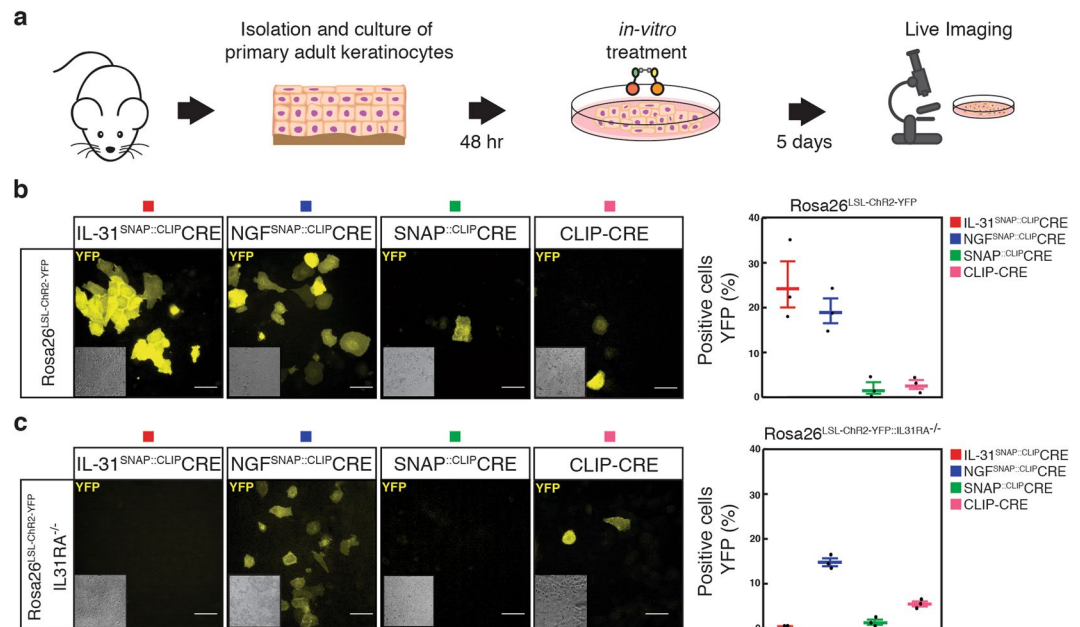 a
Isolation and culture of
primary adult keratinocytes
in-vitro
treatment
Live Imaging
48 hr
5 days
b
IL-31SNAP::CLIPCRE
NGFSNAP::CLIPCRE
SNAP::CLIPCRE
CLIP-CRE
Rosa26LSL-ChR2-YFP
YFP
YFP
YFP
YFP
Rosa26LSL-ChR2-YFP
Positive cells
YFP (%)
40
30
20
10
0
IL-31SNAP::CLIPCRE
NGFSNAP::CLIPCRE
SNAP::CLIPCRE
CLIP-CRE
c
IL-31SNAP::CLIPCRE
NGFSNAP::CLIPCRE
SNAP::CLIPCRE
CLIP-CRE
Rosa26LSL-ChR2-YFP
IL31RA-/-
YFP
YFP
YFP
YFP
Rosa26LSL-ChR2-YFP::IL31RA-/-
Positive cells
YFP (%)
40
30
20
10
0
IL-31SNAP::CLIPCRE
NGFSNAP::CLIPCRE
SNAP::CLIPCRE
CLIP-CRE